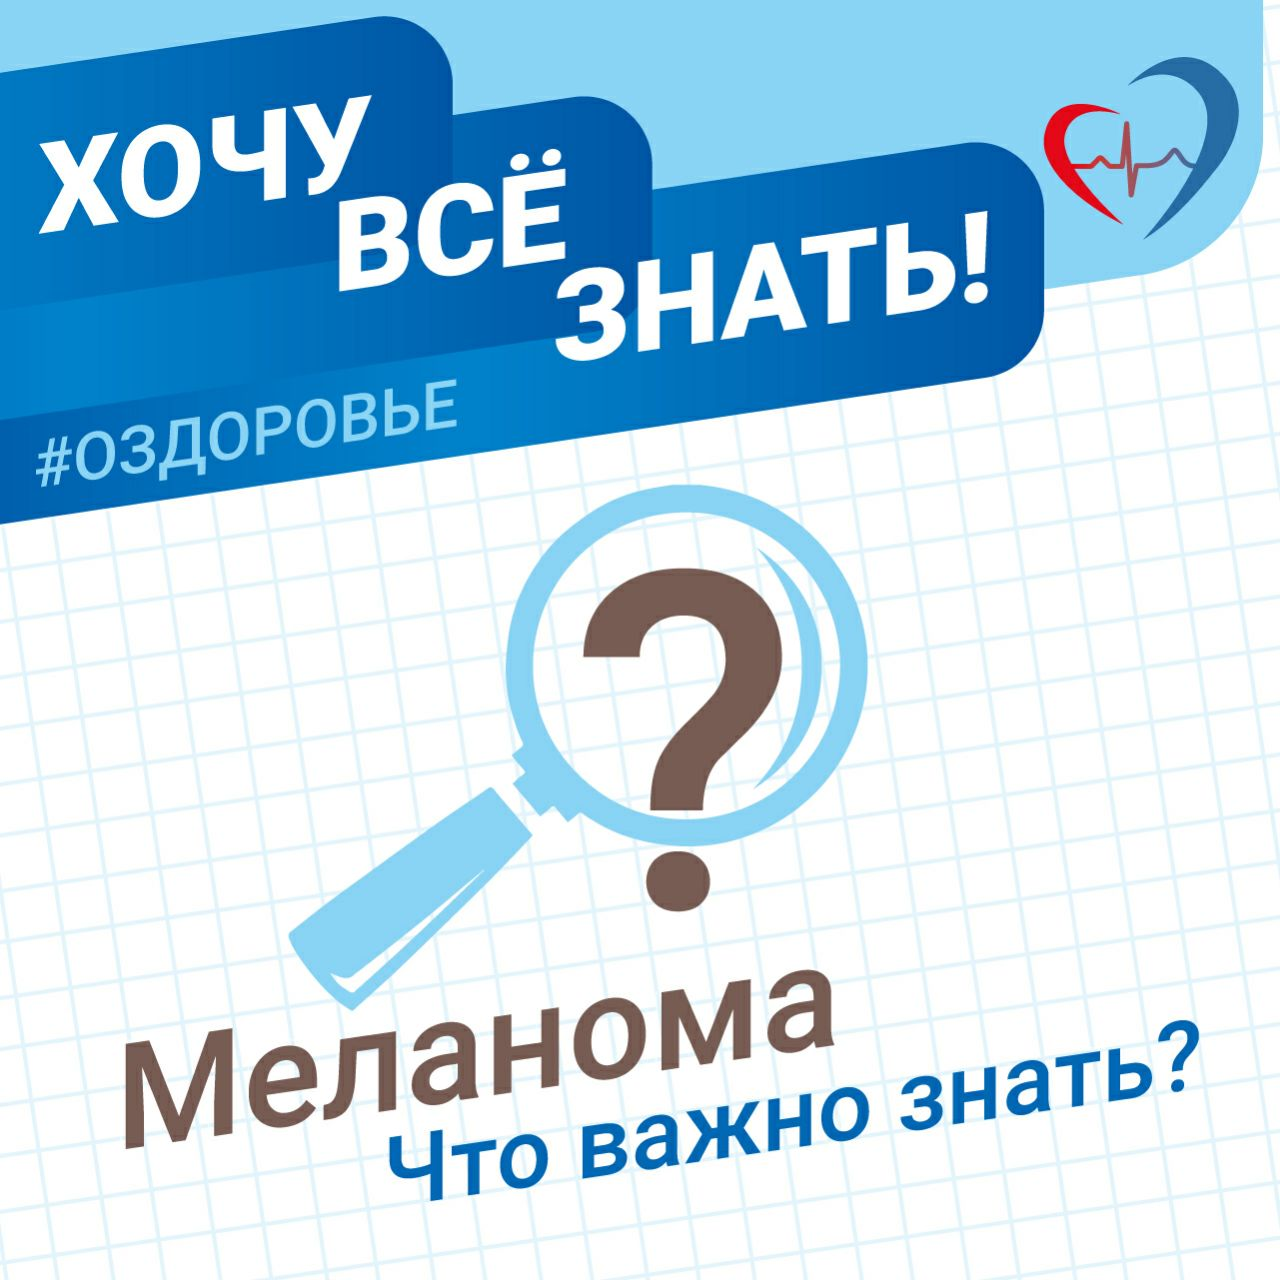 ХОЧУ
ВСЁ
ЗНАТЬ!
#ОЗДОРОВЬЕ
?
Меланома
Что важно знать?